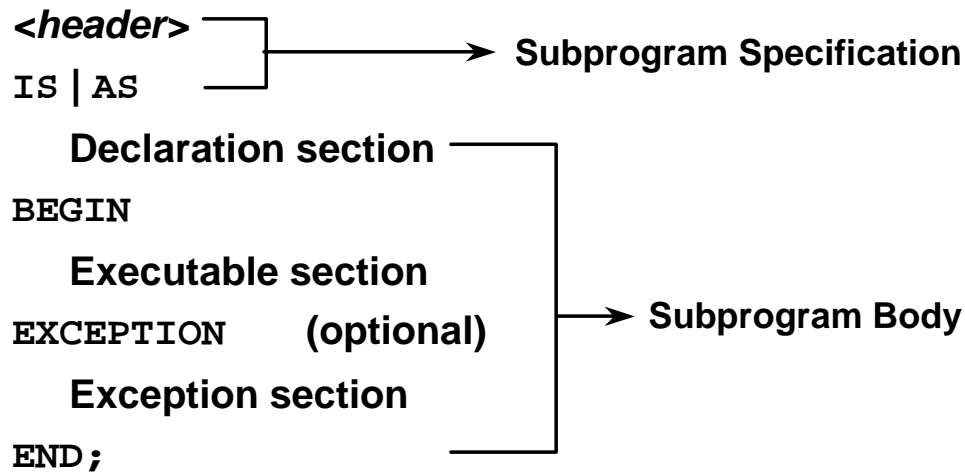 <header>
Subprogram Specification
IS | AS
Declaration section
BEGIN
Executable section
EXCEPTION (optional)
Subprogram Body
Exception section
END;